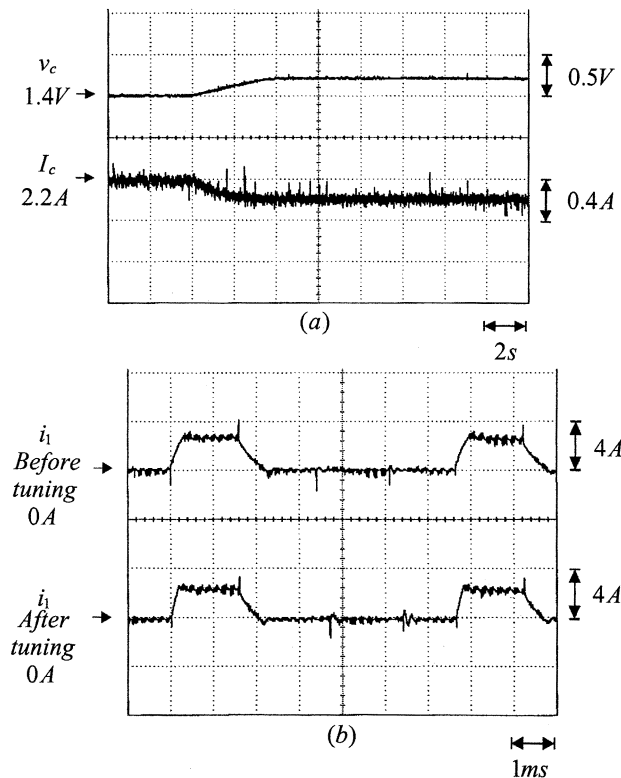 v_c
1.4V
0.5V
I_c
2.2A
0.4A
(a)
2s
i_1
Before
tuning
0A
4A
i_1
After
tuning
0A
4A
(b)
1ms